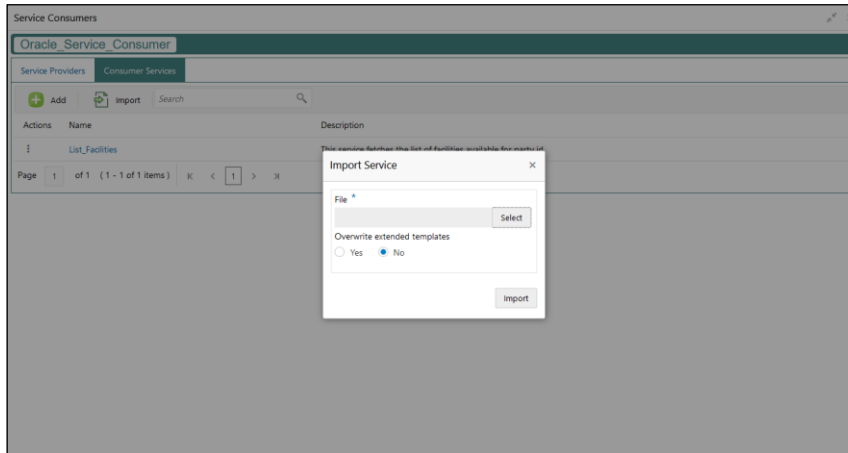 Service Consumers
Oracle_Service_Consumer
Service Providers Consumer Services
Add Import Search
Actions Name Description
List_Facilities This service fetches the list of facilities available for party id
Page 1 of 1 (1 - 1 of 1 items) 1
Import Service
File *
Select
Overwrite extended templates
Yes No
Import